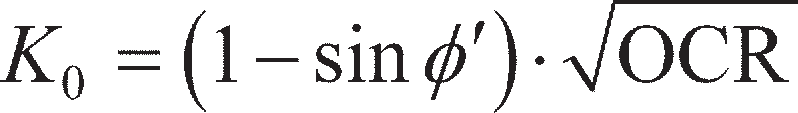 K₀ = (1 − sin ϕ′) · √OCR